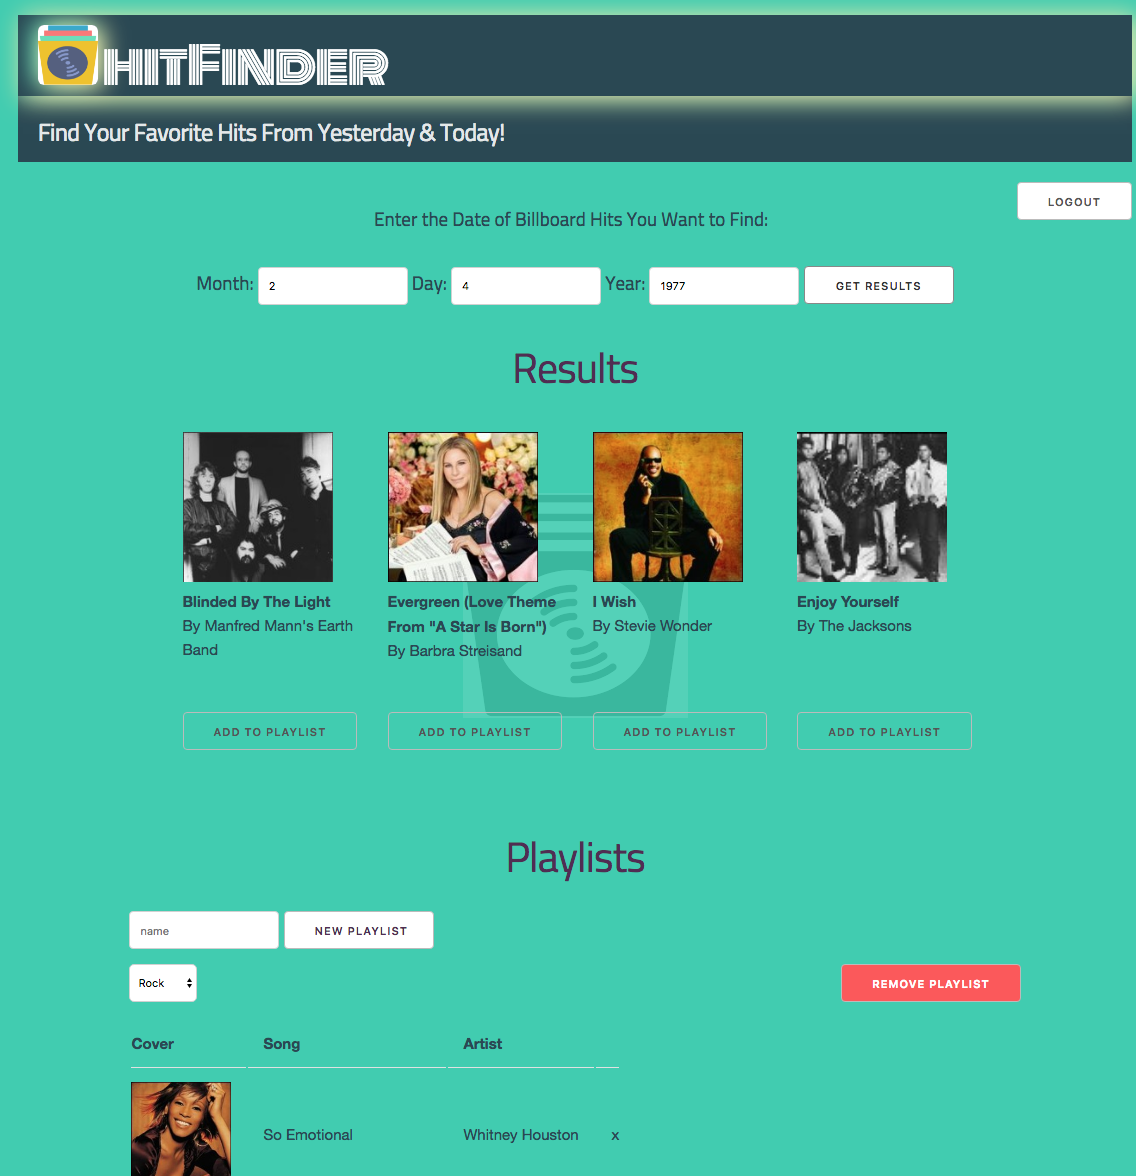 HITFINDER
Find Your Favorite Hits From Yesterday & Today!
LOGOUT
Enter the Date of Billboard Hits You Want to Find:
Month: 2 Day: 4 Year: 1977 GET RESULTS
Results
Blinded By The Light
By Manfred Mann's Earth
Band
Evergreen (Love Theme
From "A Star Is Born")
By Barbra Streisand
I Wish
By Stevie Wonder
Enjoy Yourself
By The Jacksons
ADD TO PLAYLIST ADD TO PLAYLIST ADD TO PLAYLIST ADD TO PLAYLIST
Playlists
name NEW PLAYLIST
Rock REMOVE PLAYLIST
Cover Song Artist
So Emotional Whitney Houston x